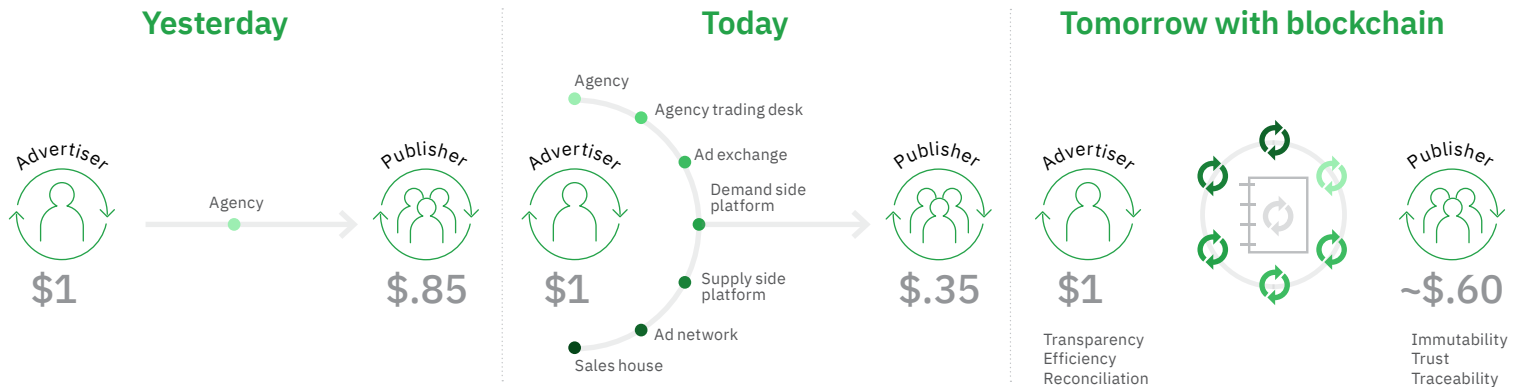 Yesterday
Advertiser
$1
Agency
Publisher
$.85
Today
Agency
Agency trading desk
Ad exchange
Demand side
platform
Supply side
platform
Ad network
Sales house
Advertiser
$1
Publisher
$.35
Tomorrow with blockchain
Advertiser
$1
Transparency
Efficiency
Reconciliation
Publisher
~$.60
Immutability
Trust
Traceability